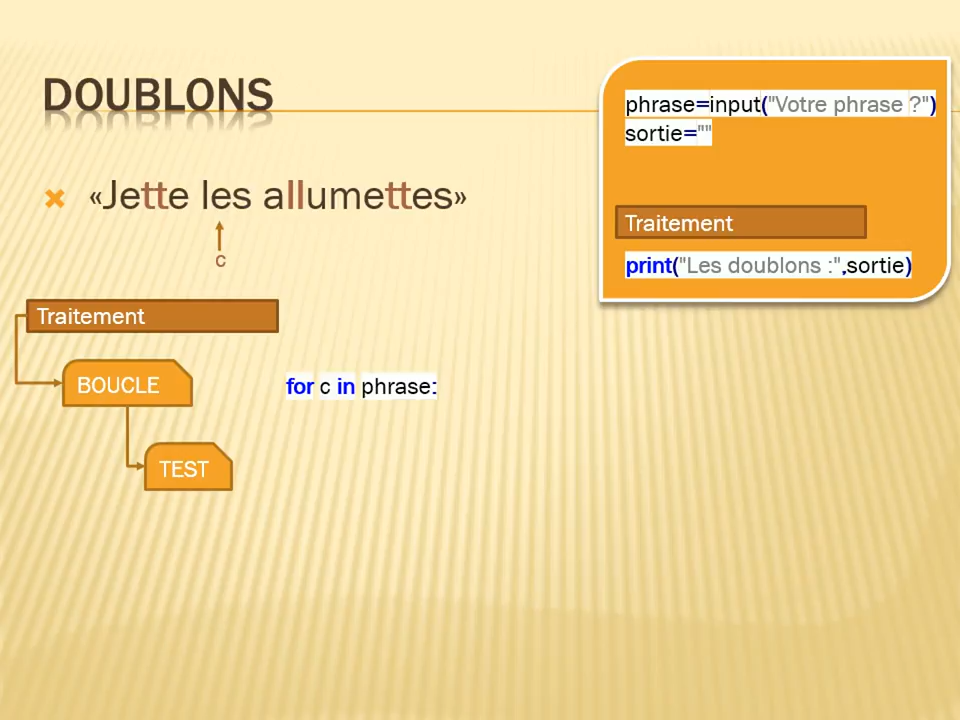 DOUBLONS
phrase=input("Votre phrase ?")
sortie=""
Traitement
print("Les doublons :",sortie)
«Jette les allumettes»
c
Traitement
BOUCLE
for c in phrase:
TEST